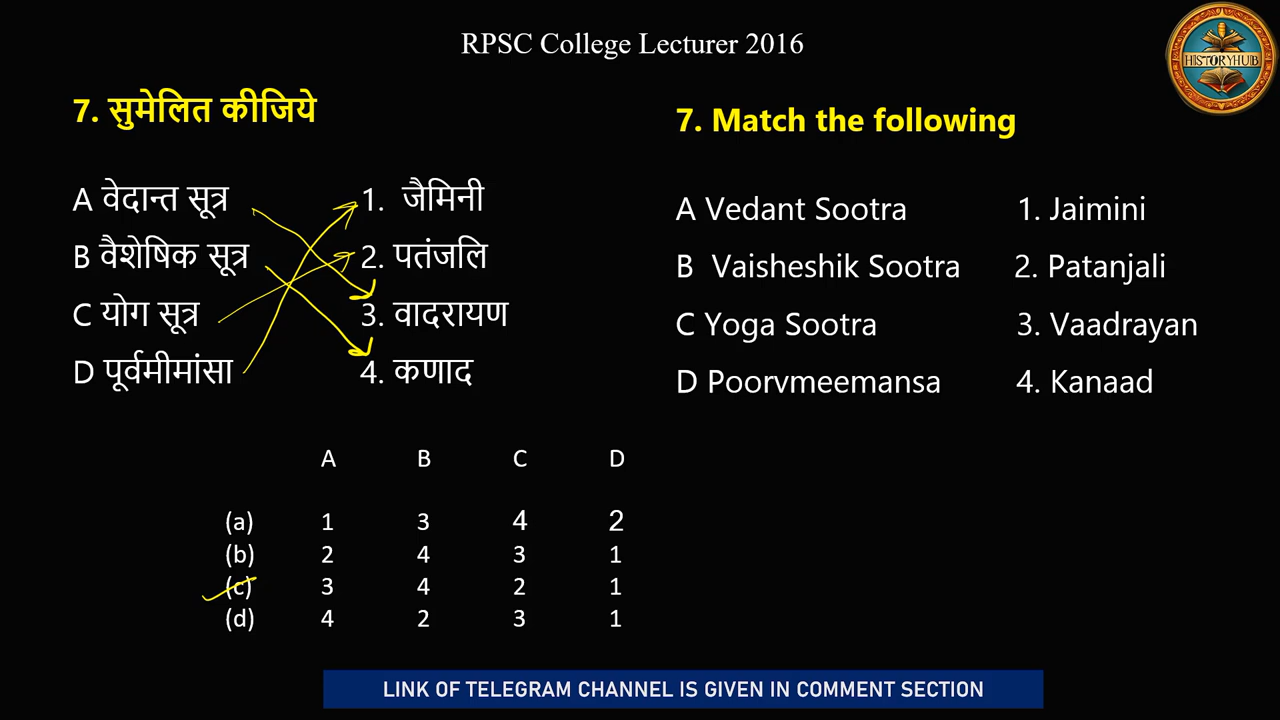 RPSC College Lecturer 2016
HISTORYHUB
7. सुमेलित कीजिये
A वेदान्त सूत्र 1. जैमिनी
B वैशेषिक सूत्र 2. पतंजलि
C योग सूत्र 3. वादरायण
D पूर्वमीमांसा 4. कणाद
7. Match the following
A Vedant Sootra 1. Jaimini
B Vaisheshik Sootra 2. Patanjali
C Yoga Sootra 3. Vaadrayan
D Poorvmeemansa 4. Kanaad
A B C D
(a) 1 3 4 2
(b) 2 4 3 1
(c) 3 4 2 1
(d) 4 2 3 1
LINK OF TELEGRAM CHANNEL IS GIVEN IN COMMENT SECTION